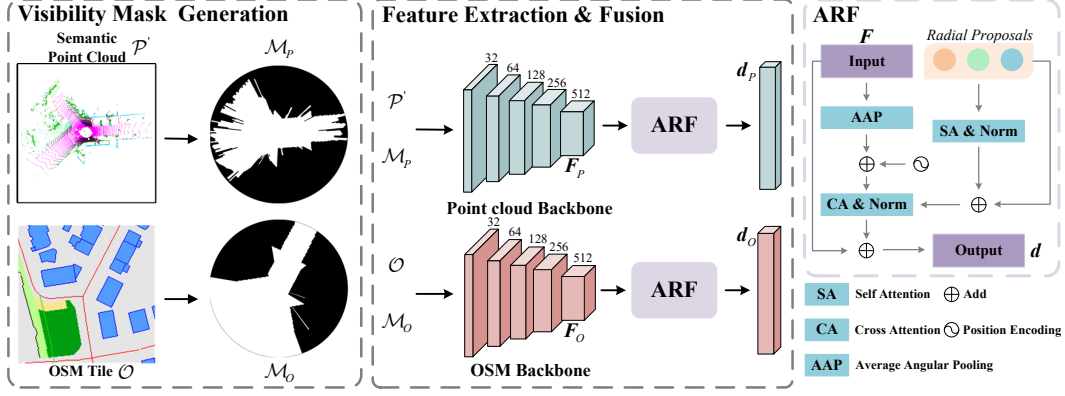 Visibility Mask Generation
Semantic
Point Cloud 𝒫'
ℳ_P
OSM Tile 𝒪
ℳ_O
Feature Extraction & Fusion
𝒫'
ℳ_P
32
64
128
256
512
F_P
Point cloud Backbone
ARF
d_P
𝒪
ℳ_O
32
64
128
256
512
F_O
OSM Backbone
ARF
d_O
ARF
F
Radial Proposals
Input
AAP
SA & Norm
CA & Norm
Output
d
SA Self Attention ⊕ Add
CA Cross Attention Position Encoding
AAP Average Angular Pooling